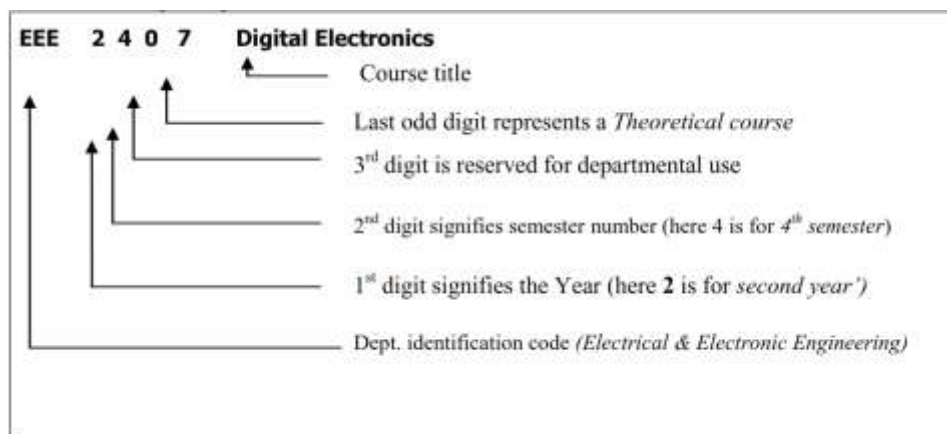 EEE 2 4 0 7 Digital Electronics
Course title
Last odd digit represents a Theoretical course
3rd digit is reserved for departmental use
2nd digit signifies semester number (here 4 is for 4th semester)
1st digit signifies the Year (here 2 is for second year’)
Dept. identification code (Electrical & Electronic Engineering)